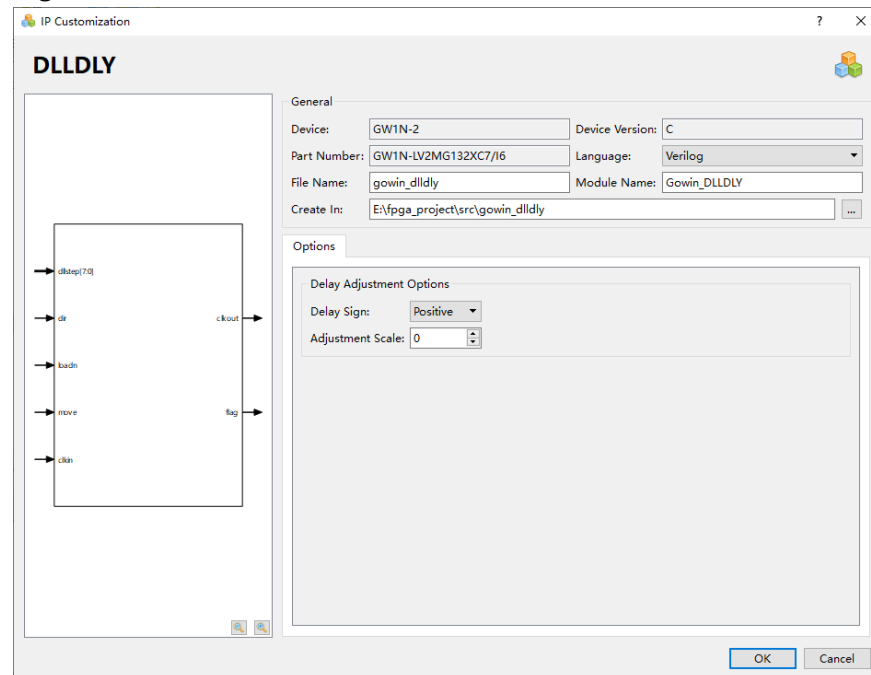 IP Customization ? ×
DLLDLY
General
Device: GW1N-2 Device Version: C
Part Number: GW1N-LV2MG132XC7/I6 Language: Verilog
File Name: gowin_dlldly Module Name: Gowin_DLLDLY
Create In: E:\fpga_project\src\gowin_dlldly ...
Options
Delay Adjustment Options
Delay Sign: Positive
Adjustment Scale: 0
dllstep(7:0)
dir clkout
loadn
move flag
clkin
OK Cancel